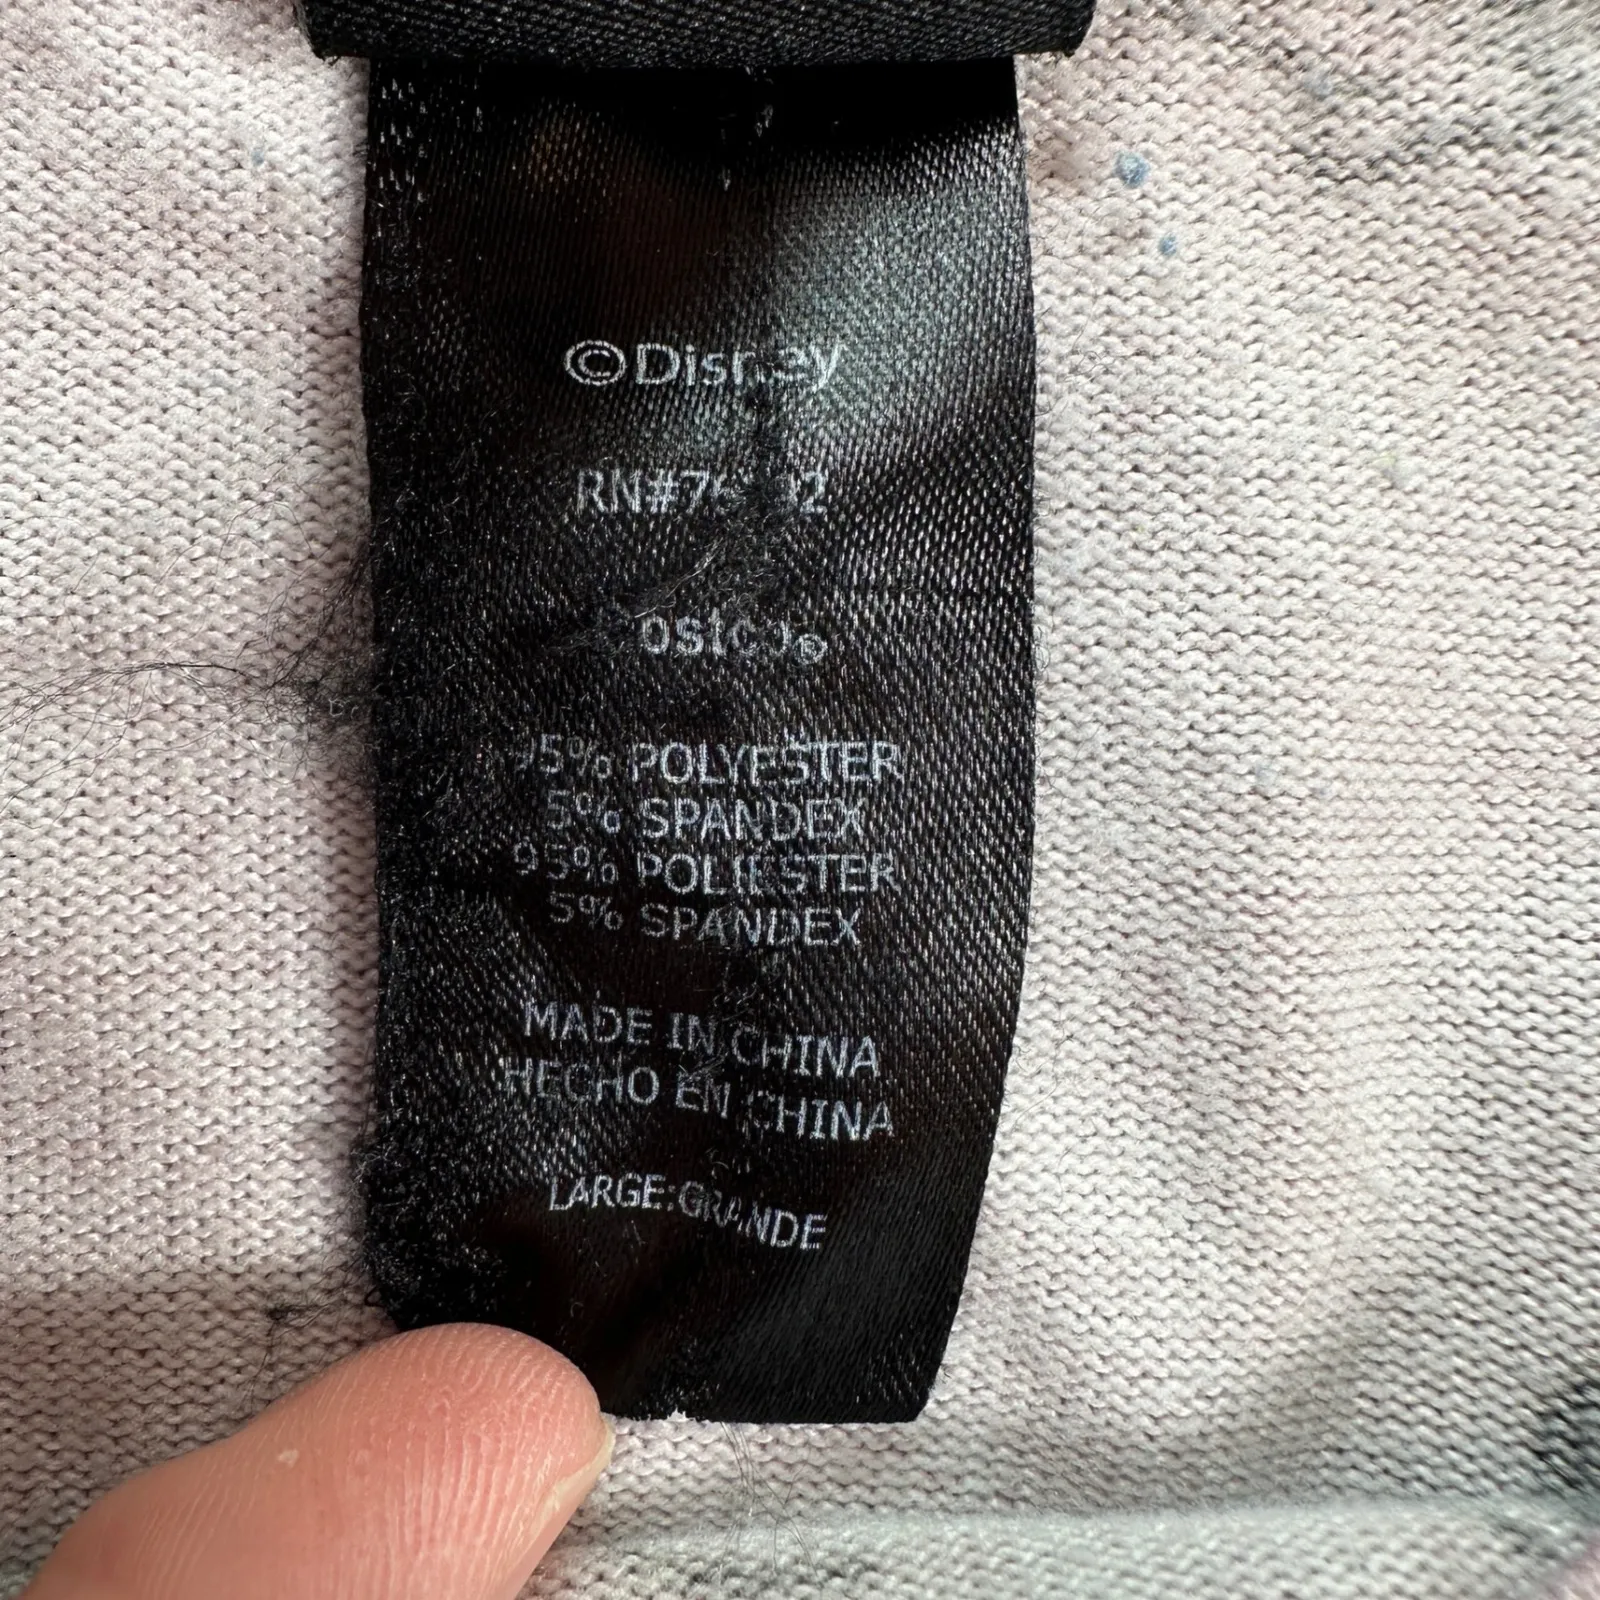 ©Disney
95% POLYESTER
5% SPANDEX
95% POLIESTER
5% SPANDEX
MADE IN CHINA
HECHO EN CHINA
LARGE:GRANDE